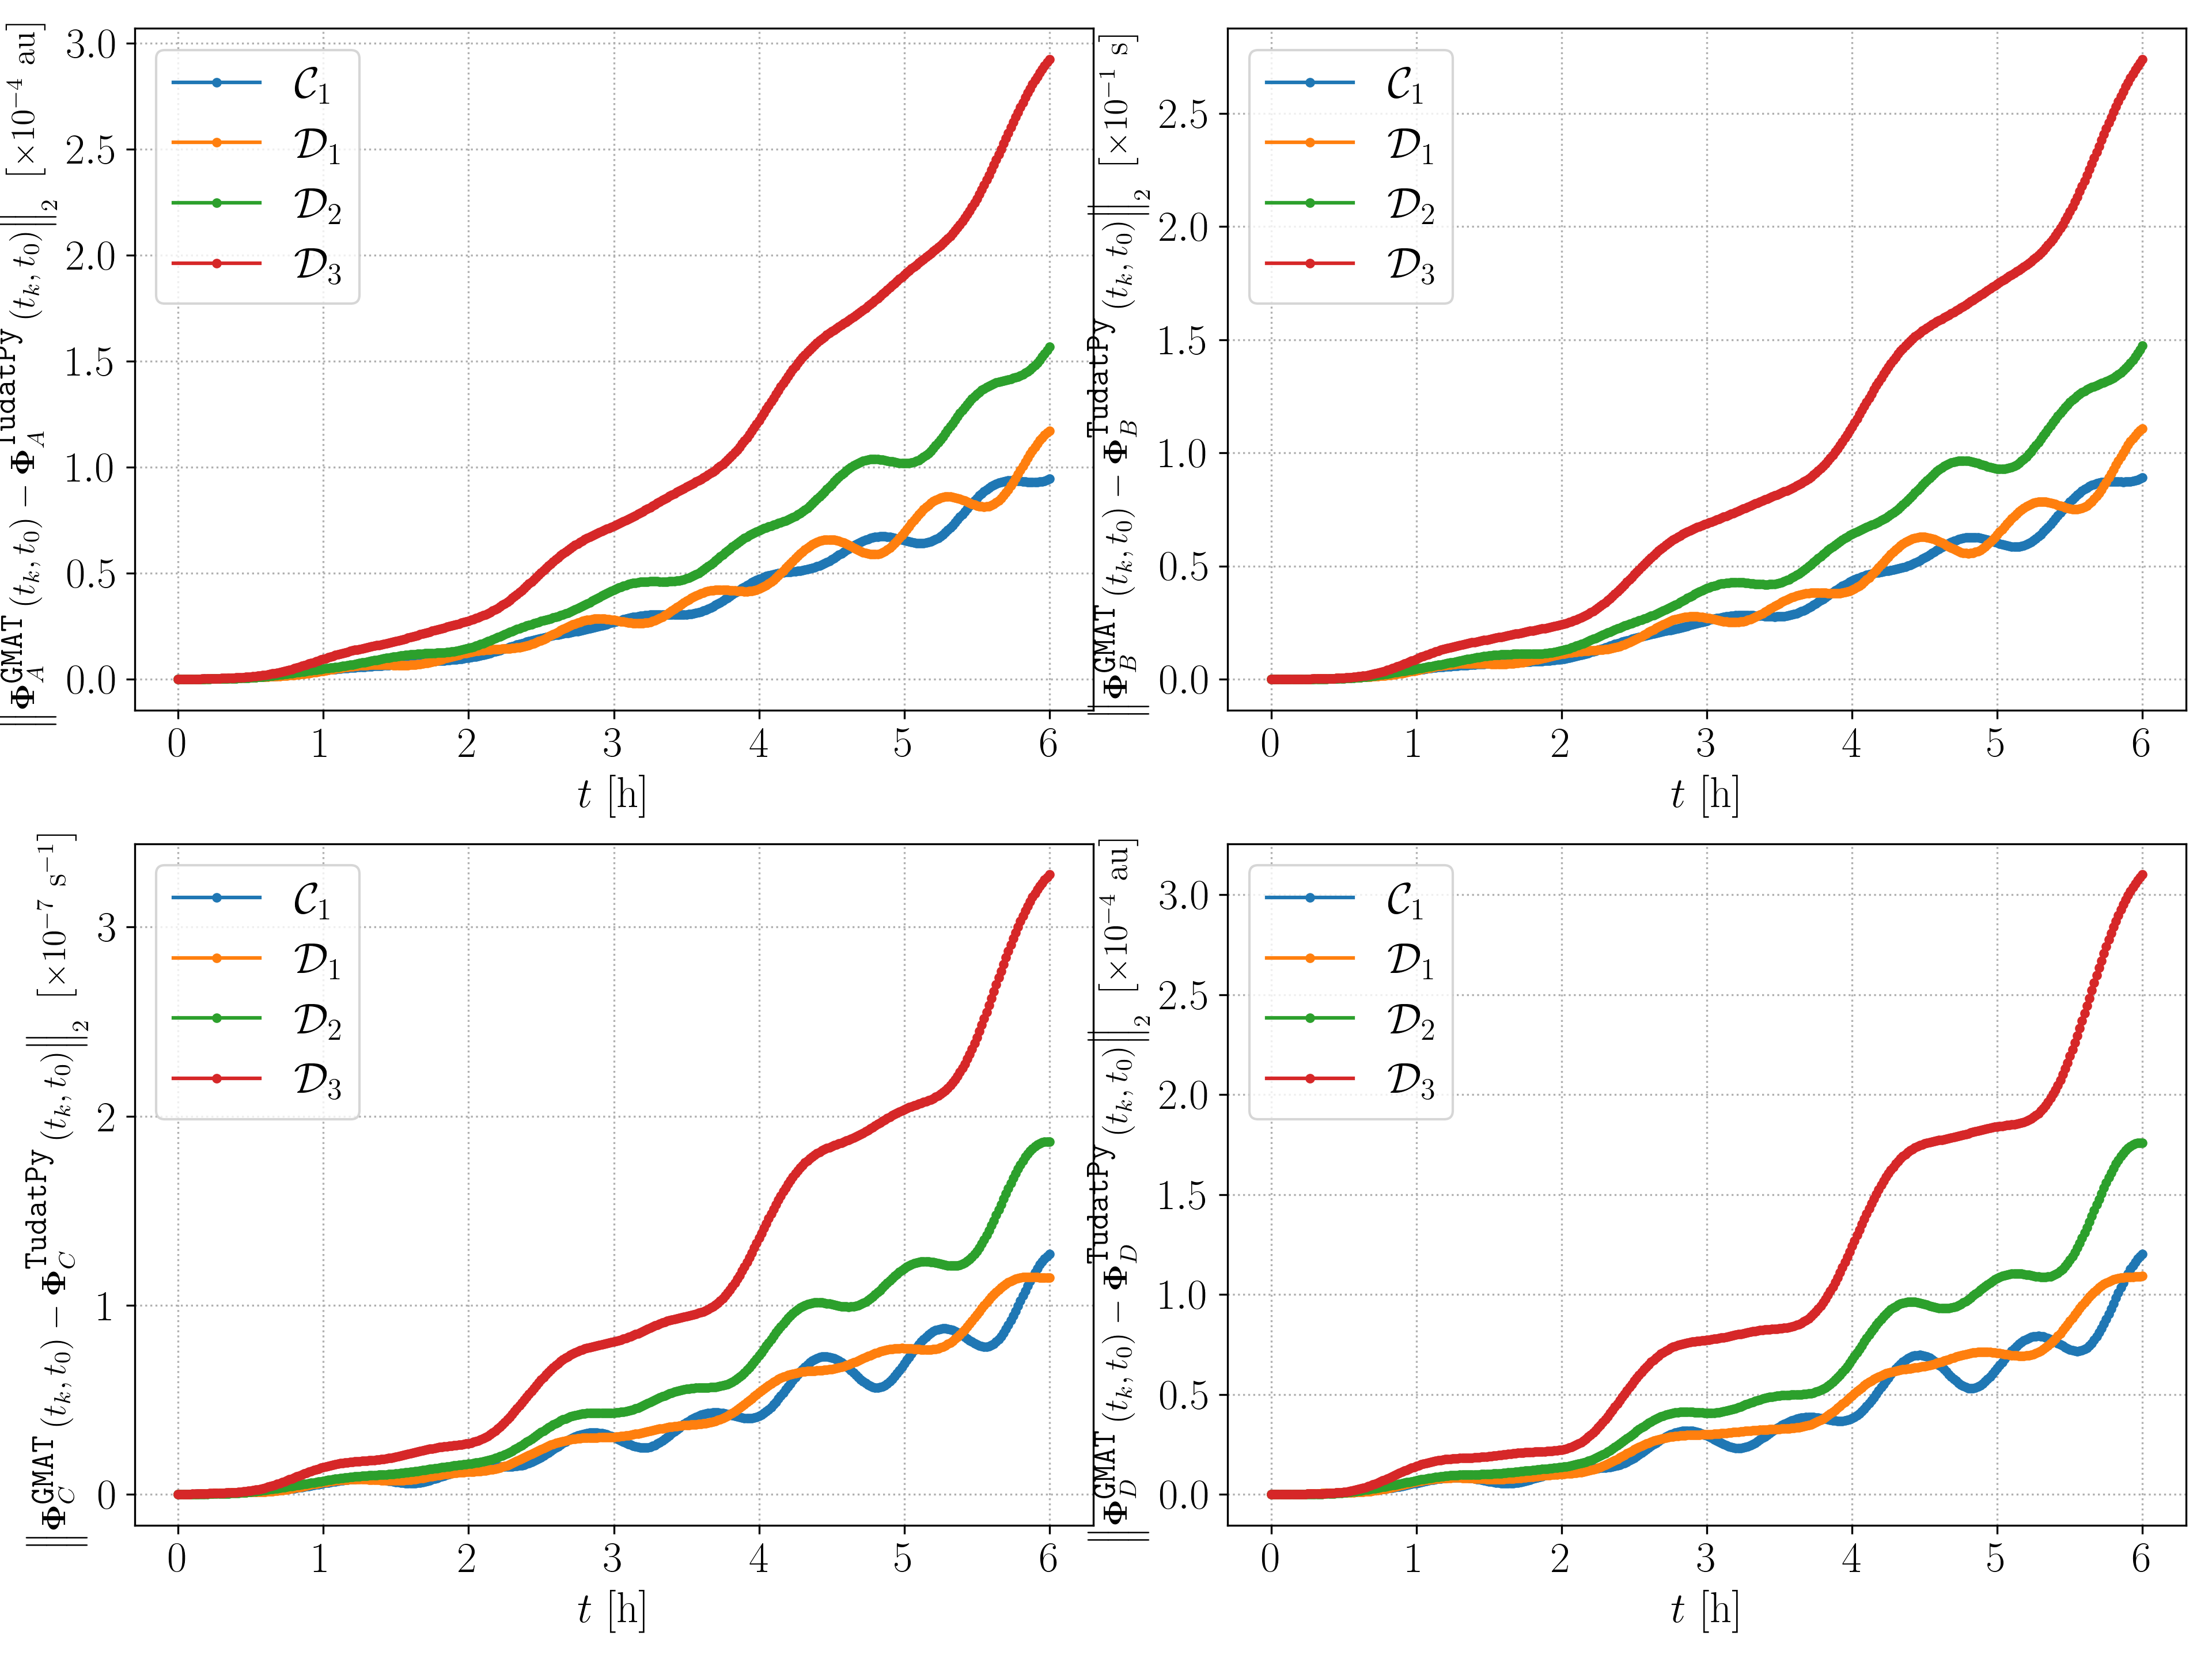 ‖Φ_A^GMAT (t_k, t_0) − Φ_A^TudatPy (t_k, t_0)‖_2 [×10^−4 au]
3.0
2.5
2.0
1.5
1.0
0.5
0.0
𝒞_1
𝒟_1
𝒟_2
𝒟_3
0 1 2 3 4 5 6
t [h]
‖Φ_B^GMAT (t_k, t_0) − Φ_B^TudatPy (t_k, t_0)‖_2 [×10^−1 s]
2.5
2.0
1.5
1.0
0.5
0.0
𝒞_1
𝒟_1
𝒟_2
𝒟_3
0 1 2 3 4 5 6
t [h]
‖Φ_C^GMAT (t_k, t_0) − Φ_C^TudatPy (t_k, t_0)‖_2 [×10^−7 s^−1]
3
2
1
0
𝒞_1
𝒟_1
𝒟_2
𝒟_3
0 1 2 3 4 5 6
t [h]
‖Φ_D^GMAT (t_k, t_0) − Φ_D^TudatPy (t_k, t_0)‖_2 [×10^−4 au]
3.0
2.5
2.0
1.5
1.0
0.5
0.0
𝒞_1
𝒟_1
𝒟_2
𝒟_3
0 1 2 3 4 5 6
t [h]